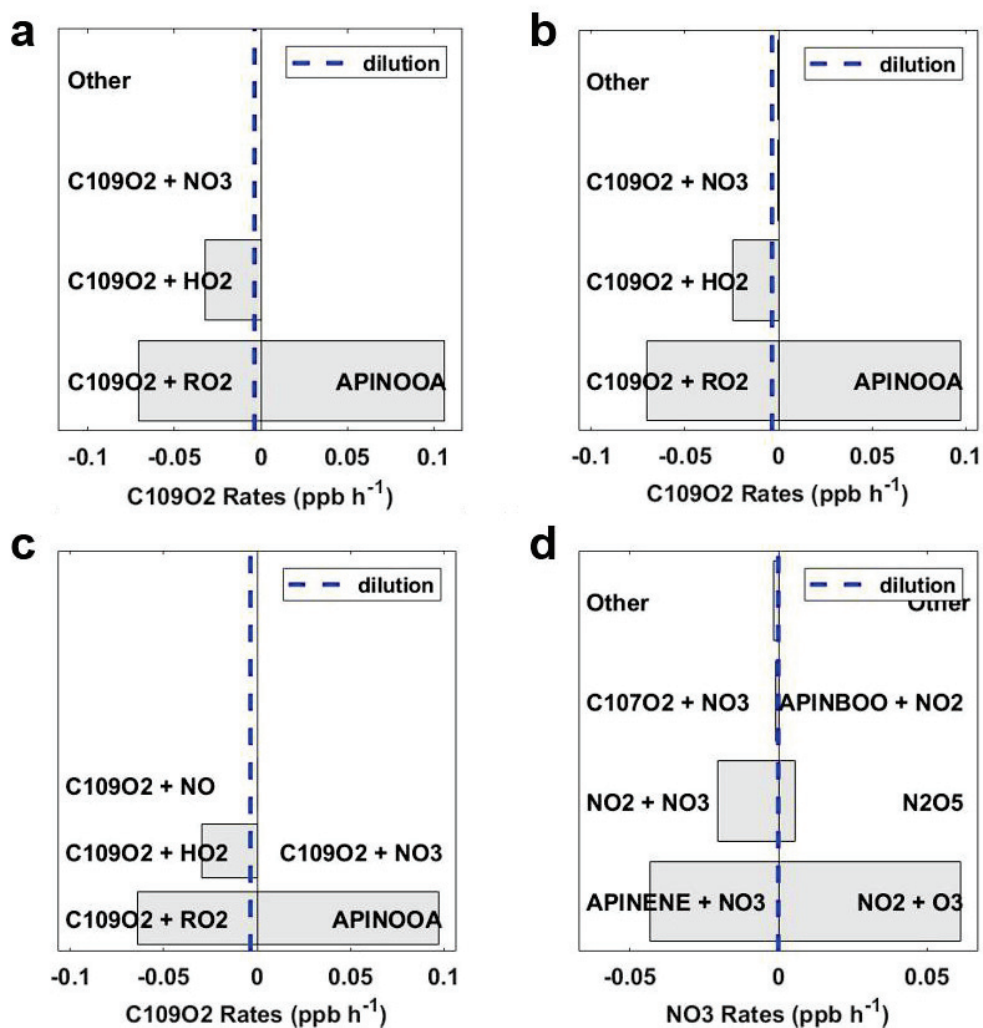 a
dilution
Other
C109O2 + NO3
C109O2 + HO2
C109O2 + RO2 APINOOA
-0.1 -0.05 0 0.05 0.1
C109O2 Rates (ppb h-1)
b
dilution
Other
C109O2 + NO3
C109O2 + HO2
C109O2 + RO2 APINOOA
-0.1 -0.05 0 0.05 0.1
C109O2 Rates (ppb h-1)
c
dilution
C109O2 + NO
C109O2 + HO2 C109O2 + NO3
C109O2 + RO2 APINOOA
-0.1 -0.05 0 0.05 0.1
C109O2 Rates (ppb h-1)
d
dilution
Other Other
C107O2 + NO3 APINBOO + NO2
NO2 + NO3 N2O5
APINENE + NO3 NO2 + O3
-0.05 0 0.05
NO3 Rates (ppb h-1)